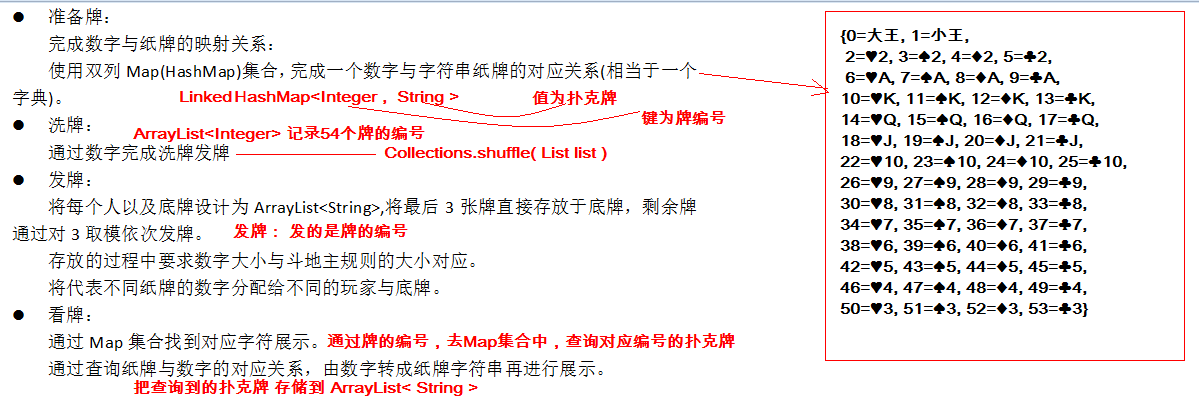 ● 准备牌：
完成数字与纸牌的映射关系：
使用双列 Map(HashMap)集合，完成一个数字与字符串纸牌的对应关系(相当于一个
字典)。
LinkedHashMap<Integer , String >
值为扑克牌
键为牌编号
● 洗牌：
ArrayList<Integer> 记录54个牌的编号
通过数字完成洗牌发牌
Collections.shuffle( List list )
● 发牌：
将每个人以及底牌设计为 ArrayList<String>,将最后 3 张牌直接存放于底牌，剩余牌
通过对 3 取模依次发牌。
发牌： 发的是牌的编号
存放的过程中要求数字大小与斗地主规则的大小对应。
将代表不同纸牌的数字分配给不同的玩家与底牌。
● 看牌：
通过 Map 集合找到对应字符展示。
通过牌的编号，去Map集合中，查询对应编号的扑克牌
通过查询纸牌与数字的对应关系，由数字转成纸牌字符串再进行展示。
把查询到的扑克牌 存储到 ArrayList< String >
{0=大王, 1=小王,
2=♥2, 3=♠2, 4=♦2, 5=♣2,
6=♥A, 7=♠A, 8=♦A, 9=♣A,
10=♥K, 11=♠K, 12=♦K, 13=♣K,
14=♥Q, 15=♠Q, 16=♦Q, 17=♣Q,
18=♥J, 19=♠J, 20=♦J, 21=♣J,
22=♥10, 23=♠10, 24=♦10, 25=♣10,
26=♥9, 27=♠9, 28=♦9, 29=♣9,
30=♥8, 31=♠8, 32=♦8, 33=♣8,
34=♥7, 35=♠7, 36=♦7, 37=♣7,
38=♥6, 39=♠6, 40=♦6, 41=♣6,
42=♥5, 43=♠5, 44=♦5, 45=♣5,
46=♥4, 47=♠4, 48=♦4, 49=♣4,
50=♥3, 51=♠3, 52=♦3, 53=♣3}